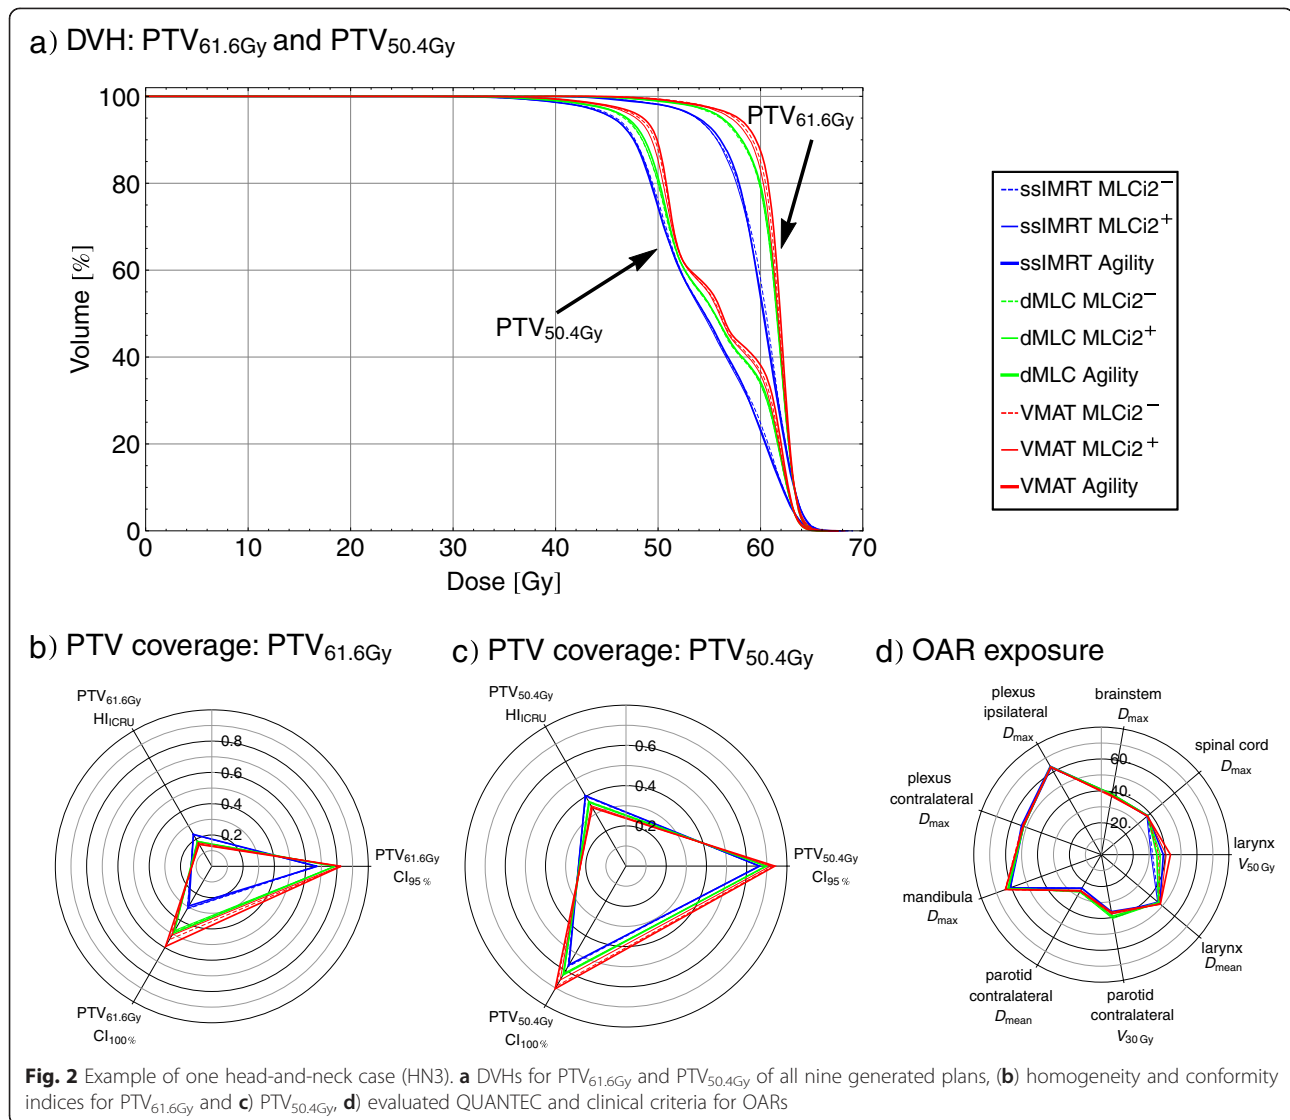 a) DVH: PTV61.6Gy and PTV50.4Gy
100
80
60
40
20
0
Volume [%]
0 10 20 30 40 50 60 70
Dose [Gy]
PTV61.6Gy
PTV50.4Gy
ssIMRT MLCi2−
ssIMRT MLCi2+
ssIMRT Agility
dMLC MLCi2−
dMLC MLCi2+
dMLC Agility
VMAT MLCi2−
VMAT MLCi2+
VMAT Agility
b) PTV coverage: PTV61.6Gy
PTV61.6Gy
HIICRU
0.8
0.6
0.4
0.2
PTV61.6Gy
CI95%
PTV61.6Gy
CI100%
c) PTV coverage: PTV50.4Gy
PTV50.4Gy
HIICRU
0.6
0.4
0.2
PTV50.4Gy
CI95%
PTV50.4Gy
CI100%
d) OAR exposure
plexus
ipsilateral
Dmax
brainstem
Dmax
spinal cord
Dmax
60.
40.
20.
plexus
contralateral
Dmax
larynx
V50Gy
mandibula
Dmax
larynx
Dmean
parotid
contralateral
Dmean
parotid
contralateral
V30Gy
Fig. 2 Example of one head-and-neck case (HN3). a DVHs for PTV61.6Gy and PTV50.4Gy of all nine generated plans, (b) homogeneity and conformity
indices for PTV61.6Gy and c) PTV50.4Gy, d) evaluated QUANTEC and clinical criteria for OARs